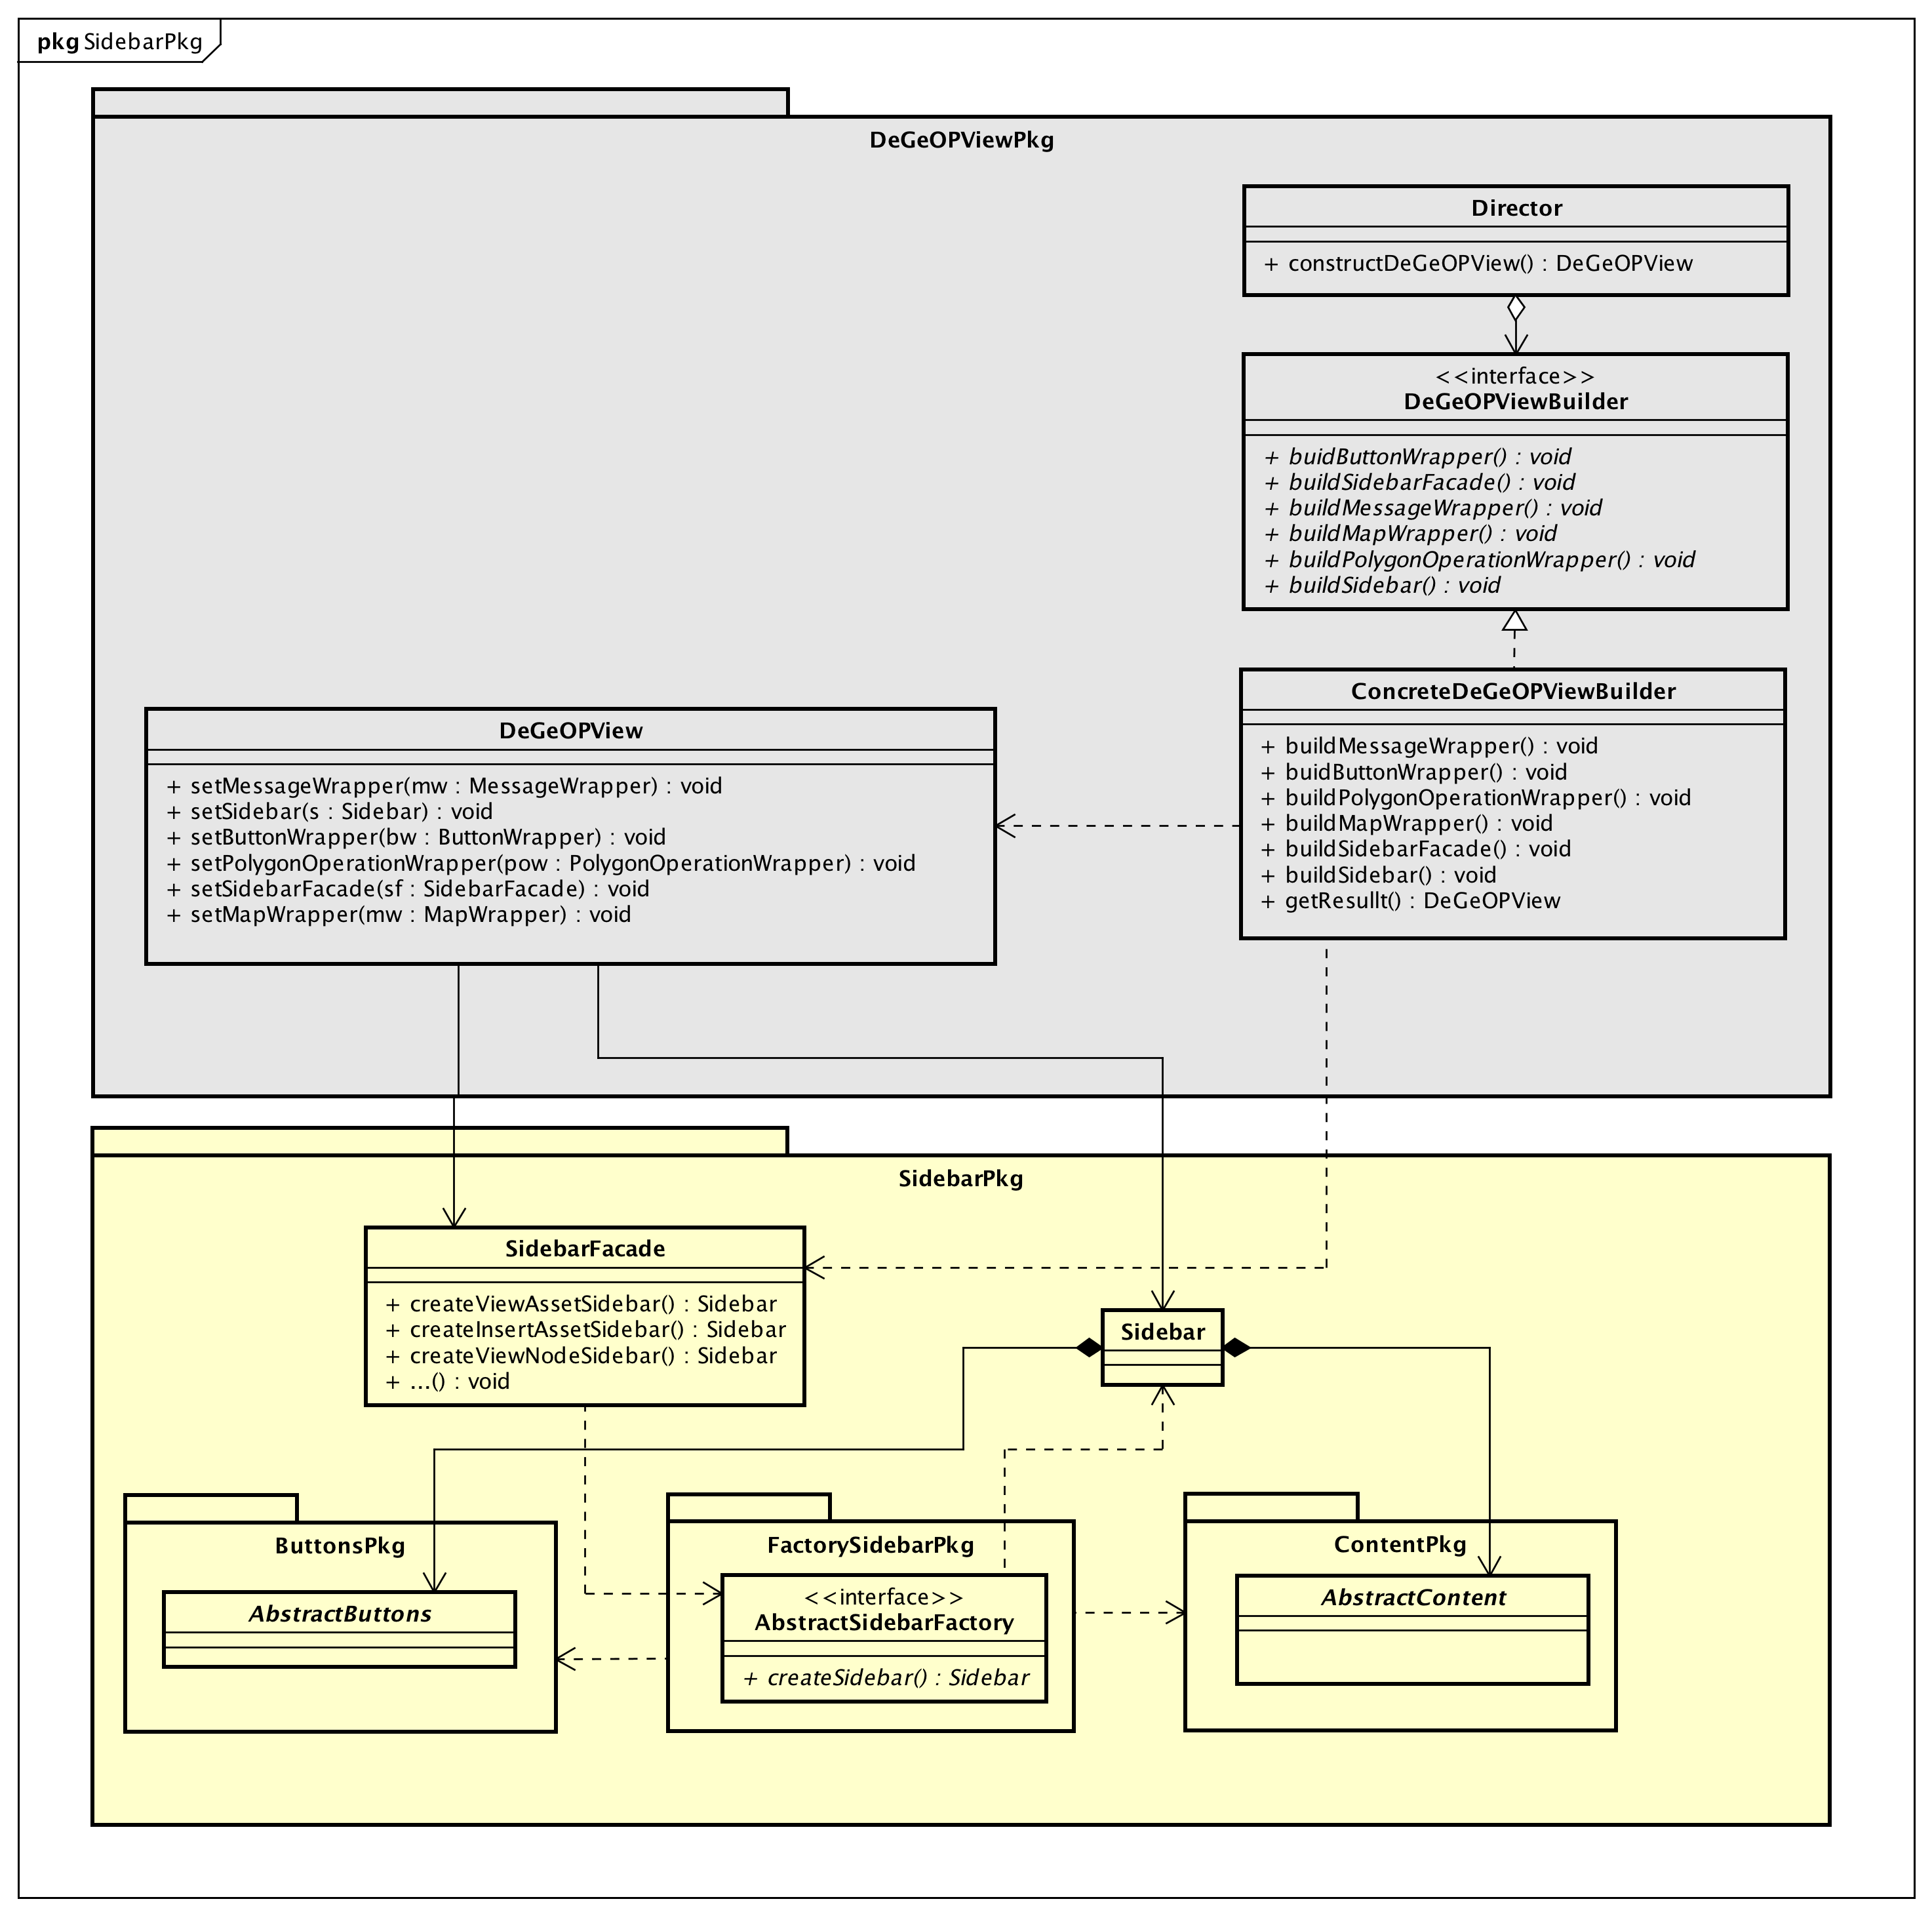 pkg SidebarPkg
DeGeOPViewPkg
Director
+ constructDeGeOPView() : DeGeOPView
<<interface>>
DeGeOPViewBuilder
+ buidButtonWrapper() : void
+ buildSidebarFacade() : void
+ buildMessageWrapper() : void
+ buildMapWrapper() : void
+ buildPolygonOperationWrapper() : void
+ buildSidebar() : void
ConcreteDeGeOPViewBuilder
+ buildMessageWrapper() : void
+ buidButtonWrapper() : void
+ buildPolygonOperationWrapper() : void
+ buildMapWrapper() : void
+ buildSidebarFacade() : void
+ buildSidebar() : void
+ getResullt() : DeGeOPView
DeGeOPView
+ setMessageWrapper(mw : MessageWrapper) : void
+ setSidebar(s : Sidebar) : void
+ setButtonWrapper(bw : ButtonWrapper) : void
+ setPolygonOperationWrapper(pow : PolygonOperationWrapper) : void
+ setSidebarFacade(sf : SidebarFacade) : void
+ setMapWrapper(mw : MapWrapper) : void
SidebarPkg
SidebarFacade
+ createViewAssetSidebar() : Sidebar
+ createInsertAssetSidebar() : Sidebar
+ createViewNodeSidebar() : Sidebar
+ ...() : void
Sidebar
ButtonsPkg
AbstractButtons
FactorySidebarPkg
<<interface>>
AbstractSidebarFactory
+ createSidebar() : Sidebar
ContentPkg
AbstractContent